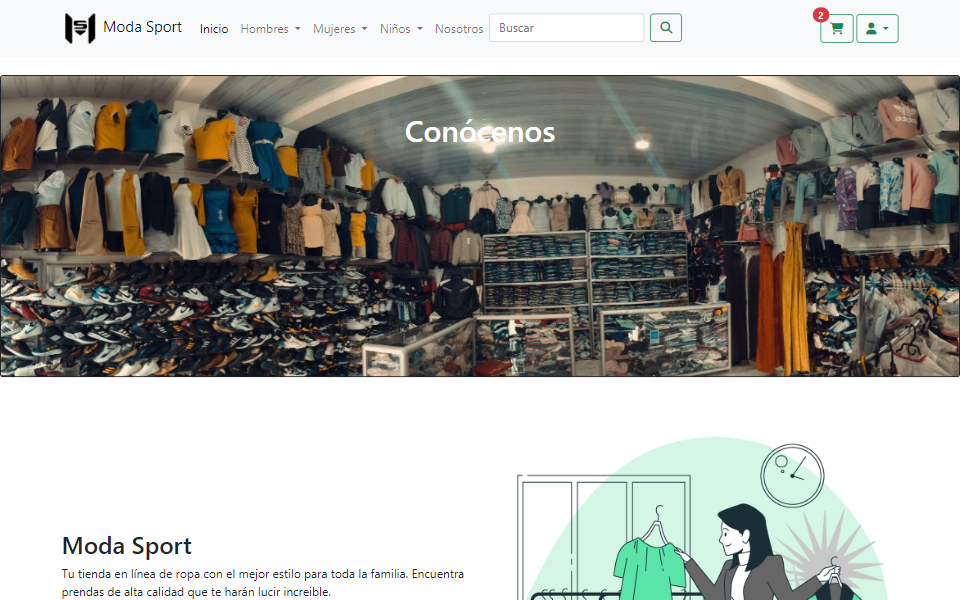 Moda Sport
Inicio
Hombres
Mujeres
Niños
Nosotros
Buscar
2
Conócenos
Moda Sport
Tu tienda en línea de ropa con el mejor estilo para toda la familia. Encuentra
prendas de alta calidad que te harán lucir increible.